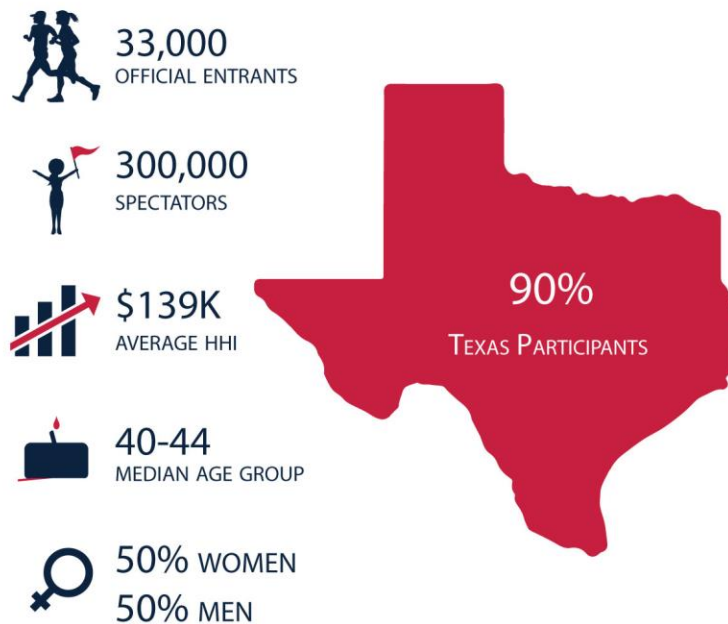 33,000
OFFICIAL ENTRANTS
300,000
SPECTATORS
$139K
AVERAGE HHI
40-44
MEDIAN AGE GROUP
50% WOMEN
50% MEN
90%
TEXAS PARTICIPANTS